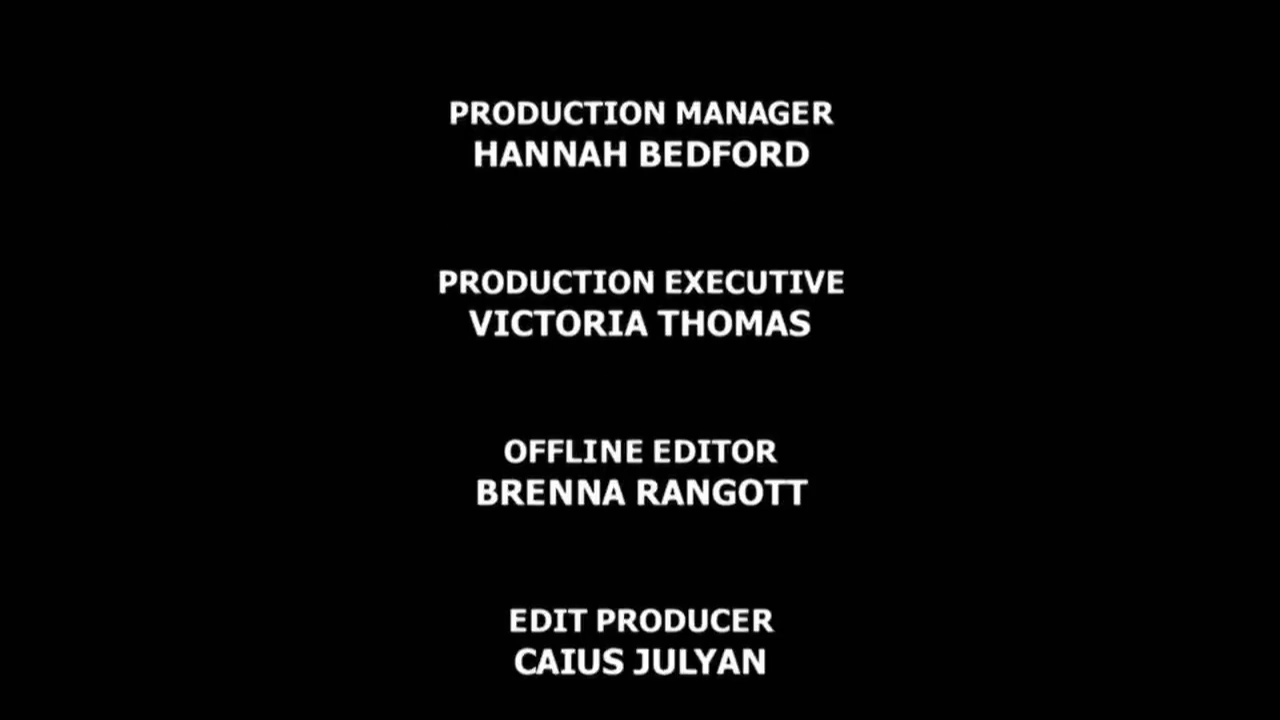 PRODUCTION MANAGER
HANNAH BEDFORD
PRODUCTION EXECUTIVE
VICTORIA THOMAS
OFFLINE EDITOR
BRENNA RANGOTT
EDIT PRODUCER
CAIUS JULYAN